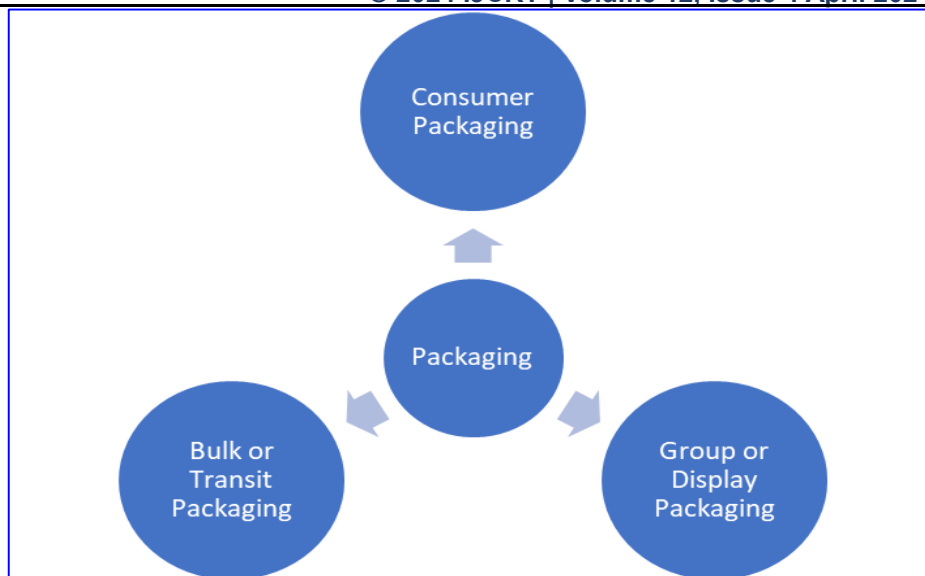 Consumer
Packaging
Packaging
Bulk or
Transit
Packaging
Group or
Display
Packaging